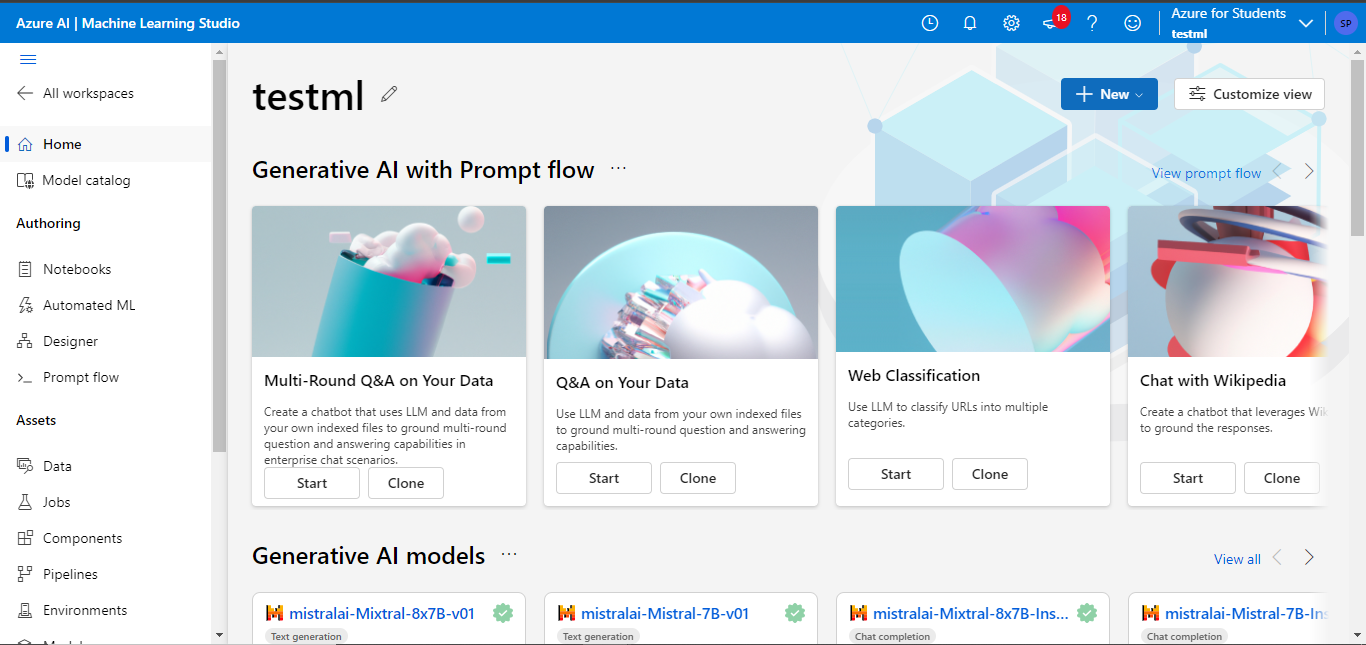 Azure AI | Machine Learning Studio
18
Azure for Students
testml
SP
All workspaces
Home
Model catalog
Authoring
Notebooks
Automated ML
Designer
Prompt flow
Assets
Data
Jobs
Components
Pipelines
Environments
testml
New
Customize view
Generative AI with Prompt flow
View prompt flow
Multi-Round Q&A on Your Data
Create a chatbot that uses LLM and data from
your own indexed files to ground multi-round
question and answering capabilities in
enterprise chat scenarios.
Start
Clone
Q&A on Your Data
Use LLM and data from your own indexed files
to ground multi-round question and answering
capabilities.
Start
Clone
Web Classification
Use LLM to classify URLs into multiple
categories.
Start
Clone
Chat with Wikipedia
Create a chatbot that leverages
to ground the responses.
Start
Clone
Generative AI models
View all
mistralai-Mixtral-8x7B-v01
Text generation
mistralai-Mistral-7B-v01
Text generation
mistralai-Mixtral-8x7B-Ins...
Chat completion
mistralai-Mistral-7B-Ins
Chat completion